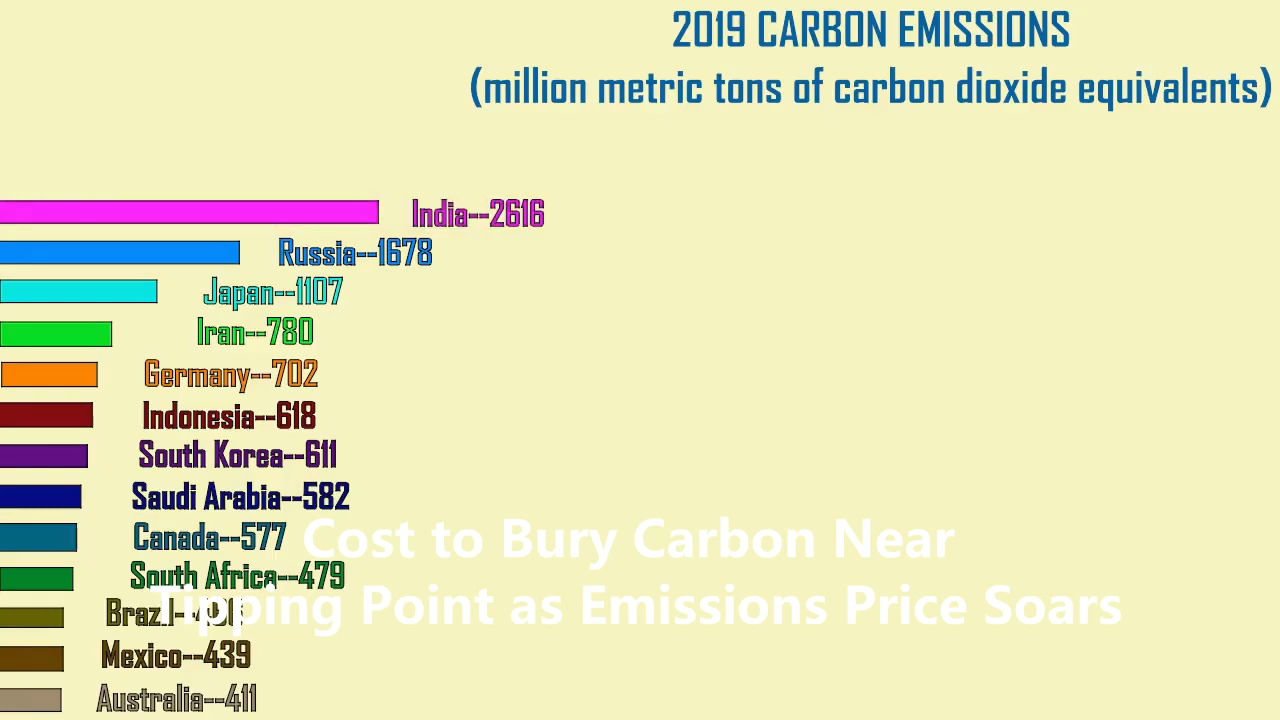 2019 CARBON EMISSIONS
(million metric tons of carbon dioxide equivalents)
India--2616
Russia--1678
Japan--1107
Iran--780
Germany--702
Indonesia--618
South Korea--611
Saudi Arabia--582
Canada--577
South Africa--479
Mexico--439
Australia--411
Cost to Bury Carbon Near
Tipping Point as Emissions Price Soars